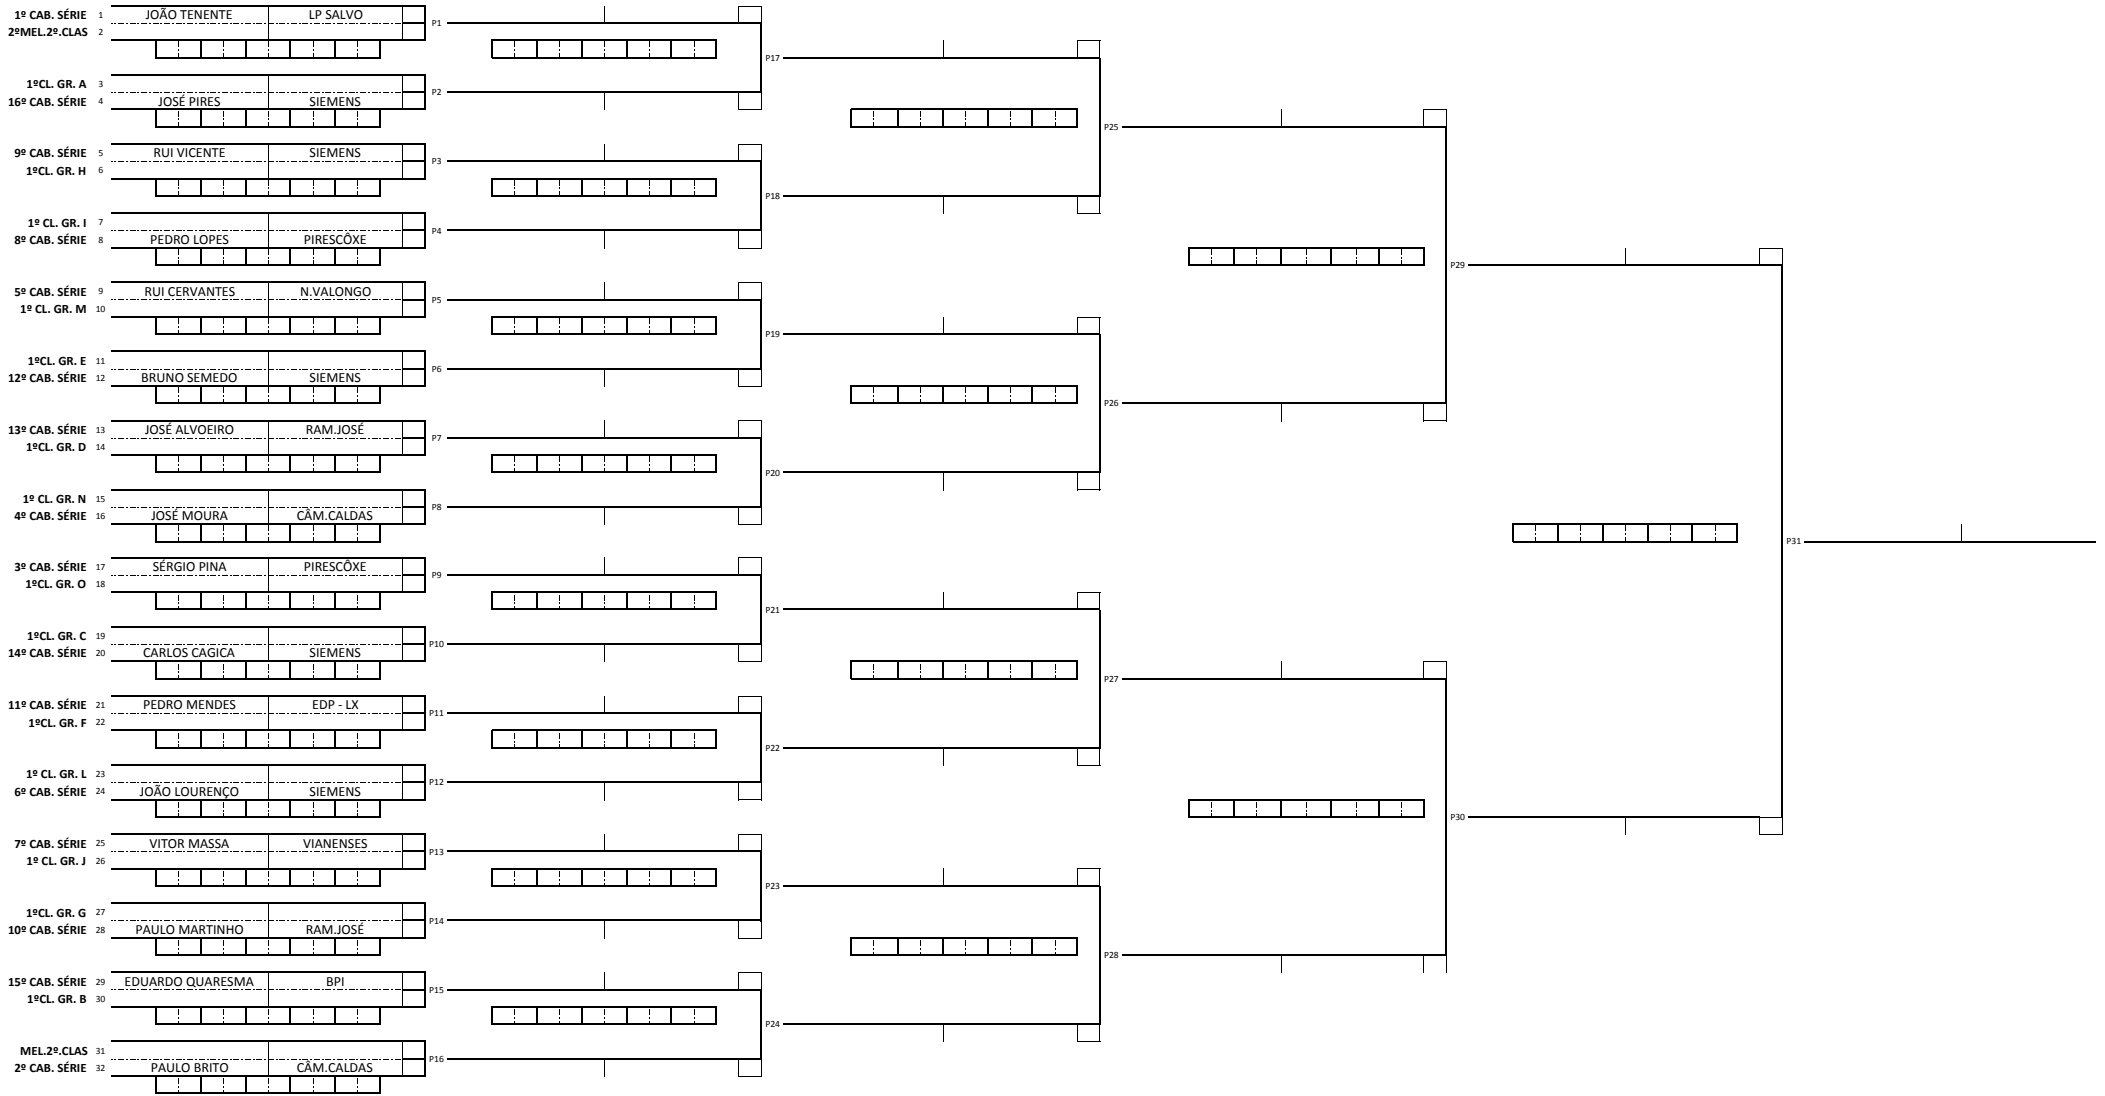 1º CAB. SÉRIE 1 JOÃO TENENTE LP SALVO
P1
2ºMEL.2º.CLAS 2
P17
1ºCL. GR. A 3
P2
16º CAB. SÉRIE 4 JOSÉ PIRES SIEMENS
P25
9º CAB. SÉRIE 5 RUI VICENTE SIEMENS
P3
1ºCL. GR. H 6
P18
1º CL. GR. I 7
P4
8º CAB. SÉRIE 8 PEDRO LOPES PIRESCÔXE
P29
5º CAB. SÉRIE 9 RUI CERVANTES N.VALONGO
P5
1º CL. GR. M 10
P19
1ºCL. GR. E 11
P6
12º CAB. SÉRIE 12 BRUNO SEMEDO SIEMENS
P26
13º CAB. SÉRIE 13 JOSÉ ALVOEIRO RAM.JOSÉ
P7
1ºCL. GR. D 14
P20
1º CL. GR. N 15
P8
4º CAB. SÉRIE 16 JOSÉ MOURA CÂM.CALDAS
P31
3º CAB. SÉRIE 17 SÉRGIO PINA PIRESCÔXE
P9
1ºCL. GR. O 18
P21
1ºCL. GR. C 19
P10
14º CAB. SÉRIE 20 CARLOS CAGICA SIEMENS
P27
11º CAB. SÉRIE 21 PEDRO MENDES EDP - LX
P11
1ºCL. GR. F 22
P22
1º CL. GR. L 23
P12
6º CAB. SÉRIE 24 JOÃO LOURENÇO SIEMENS
P30
7º CAB. SÉRIE 25 VITOR MASSA VIANENSES
P13
1º CL. GR. J 26
P23
1ºCL. GR. G 27
P14
10º CAB. SÉRIE 28 PAULO MARTINHO RAM.JOSÉ
P28
15º CAB. SÉRIE 29 EDUARDO QUARESMA BPI
P15
1ºCL. GR. B 30
P24
MEL.2º.CLAS 31
P16
2º CAB. SÉRIE 32 PAULO BRITO CÂM.CALDAS